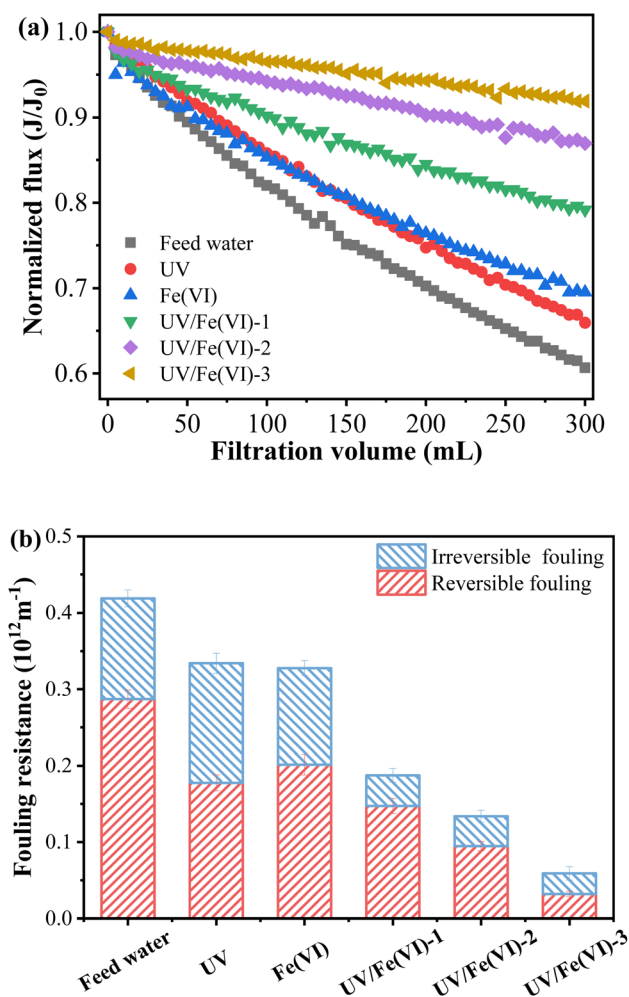 (a)
1.0
0.9
0.8
0.7
0.6
Normalized flux (J/J₀)
Feed water
UV
Fe(VI)
UV/Fe(VI)-1
UV/Fe(VI)-2
UV/Fe(VI)-3
0 50 100 150 200 250 300
Filtration volume (mL)
(b)
0.5
0.4
0.3
0.2
0.1
0.0
Fouling resistance (10¹²m⁻¹)
Irreversible fouling
Reversible fouling
Feed water
UV
Fe(VI)
UV/Fe(VI)-1
UV/Fe(VI)-2
UV/Fe(VI)-3